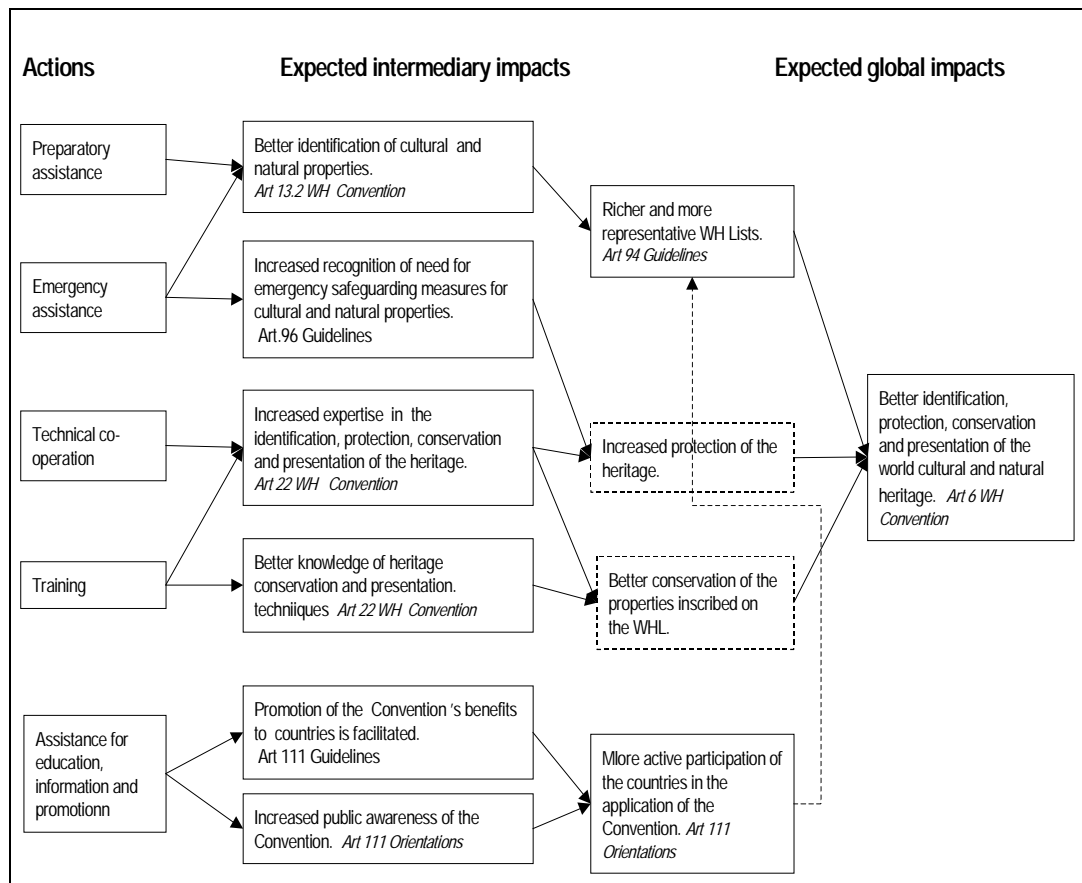 Actions
Expected intermediary impacts
Expected global impacts
Preparatory
assistance
Emergency
assistance
Technical co-
operation
Training
Assistance for
education,
information and
promotionn
Better identification of cultural and
natural properties.
Art 13.2 WH Convention
Increased recognition of need for
emergency safeguarding measures for
cultural and natural properties.
Art.96 Guidelines
Increased expertise in the
identification, protection, conservation
and presentation of the heritage.
Art 22 WH Convention
Better knowledge of heritage
conservation and presentation.
techniiques Art 22 WH Convention
Promotion of the Convention 's benefits
to countries is facilitated.
Art 111 Guidelines
Increased public awareness of the
Convention. Art 111 Orientations
Richer and more
representative WH Lists.
Art 94 Guidelines
Increased protection of the
heritage.
Better conservation of the
properties inscribed on
the WHL.
Mlore active participation of
the countries in the
application of the
Convention. Art 111
Orientations
Better identification,
protection, conservation
and presentation of the
world cultural and natural
heritage. Art 6 WH
Convention